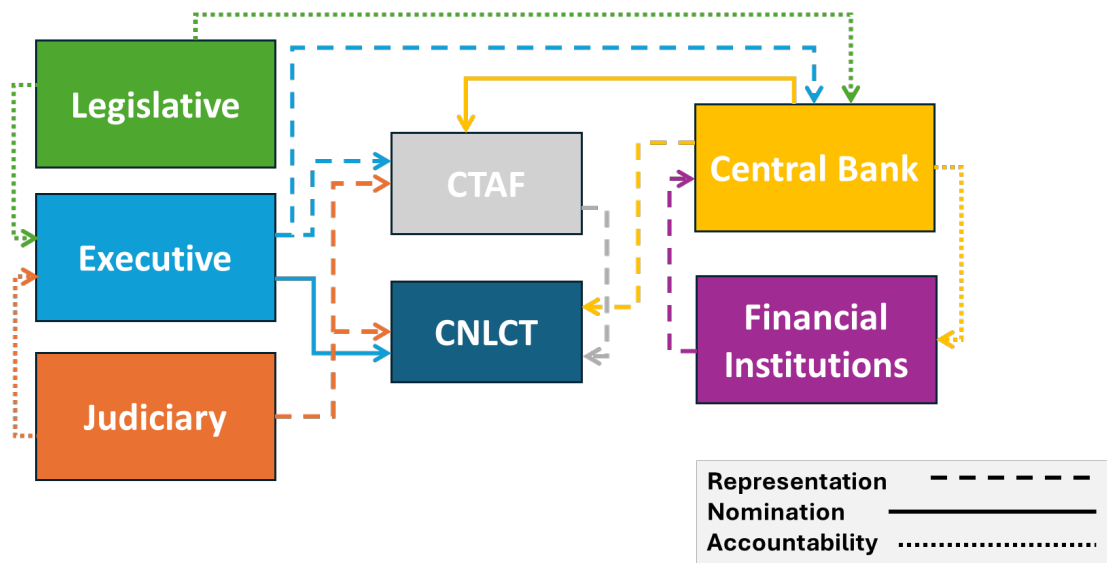 Legislative
Executive
Judiciary
CTAF
CNLCT
Central Bank
Financial
Institutions
Representation
Nomination
Accountability